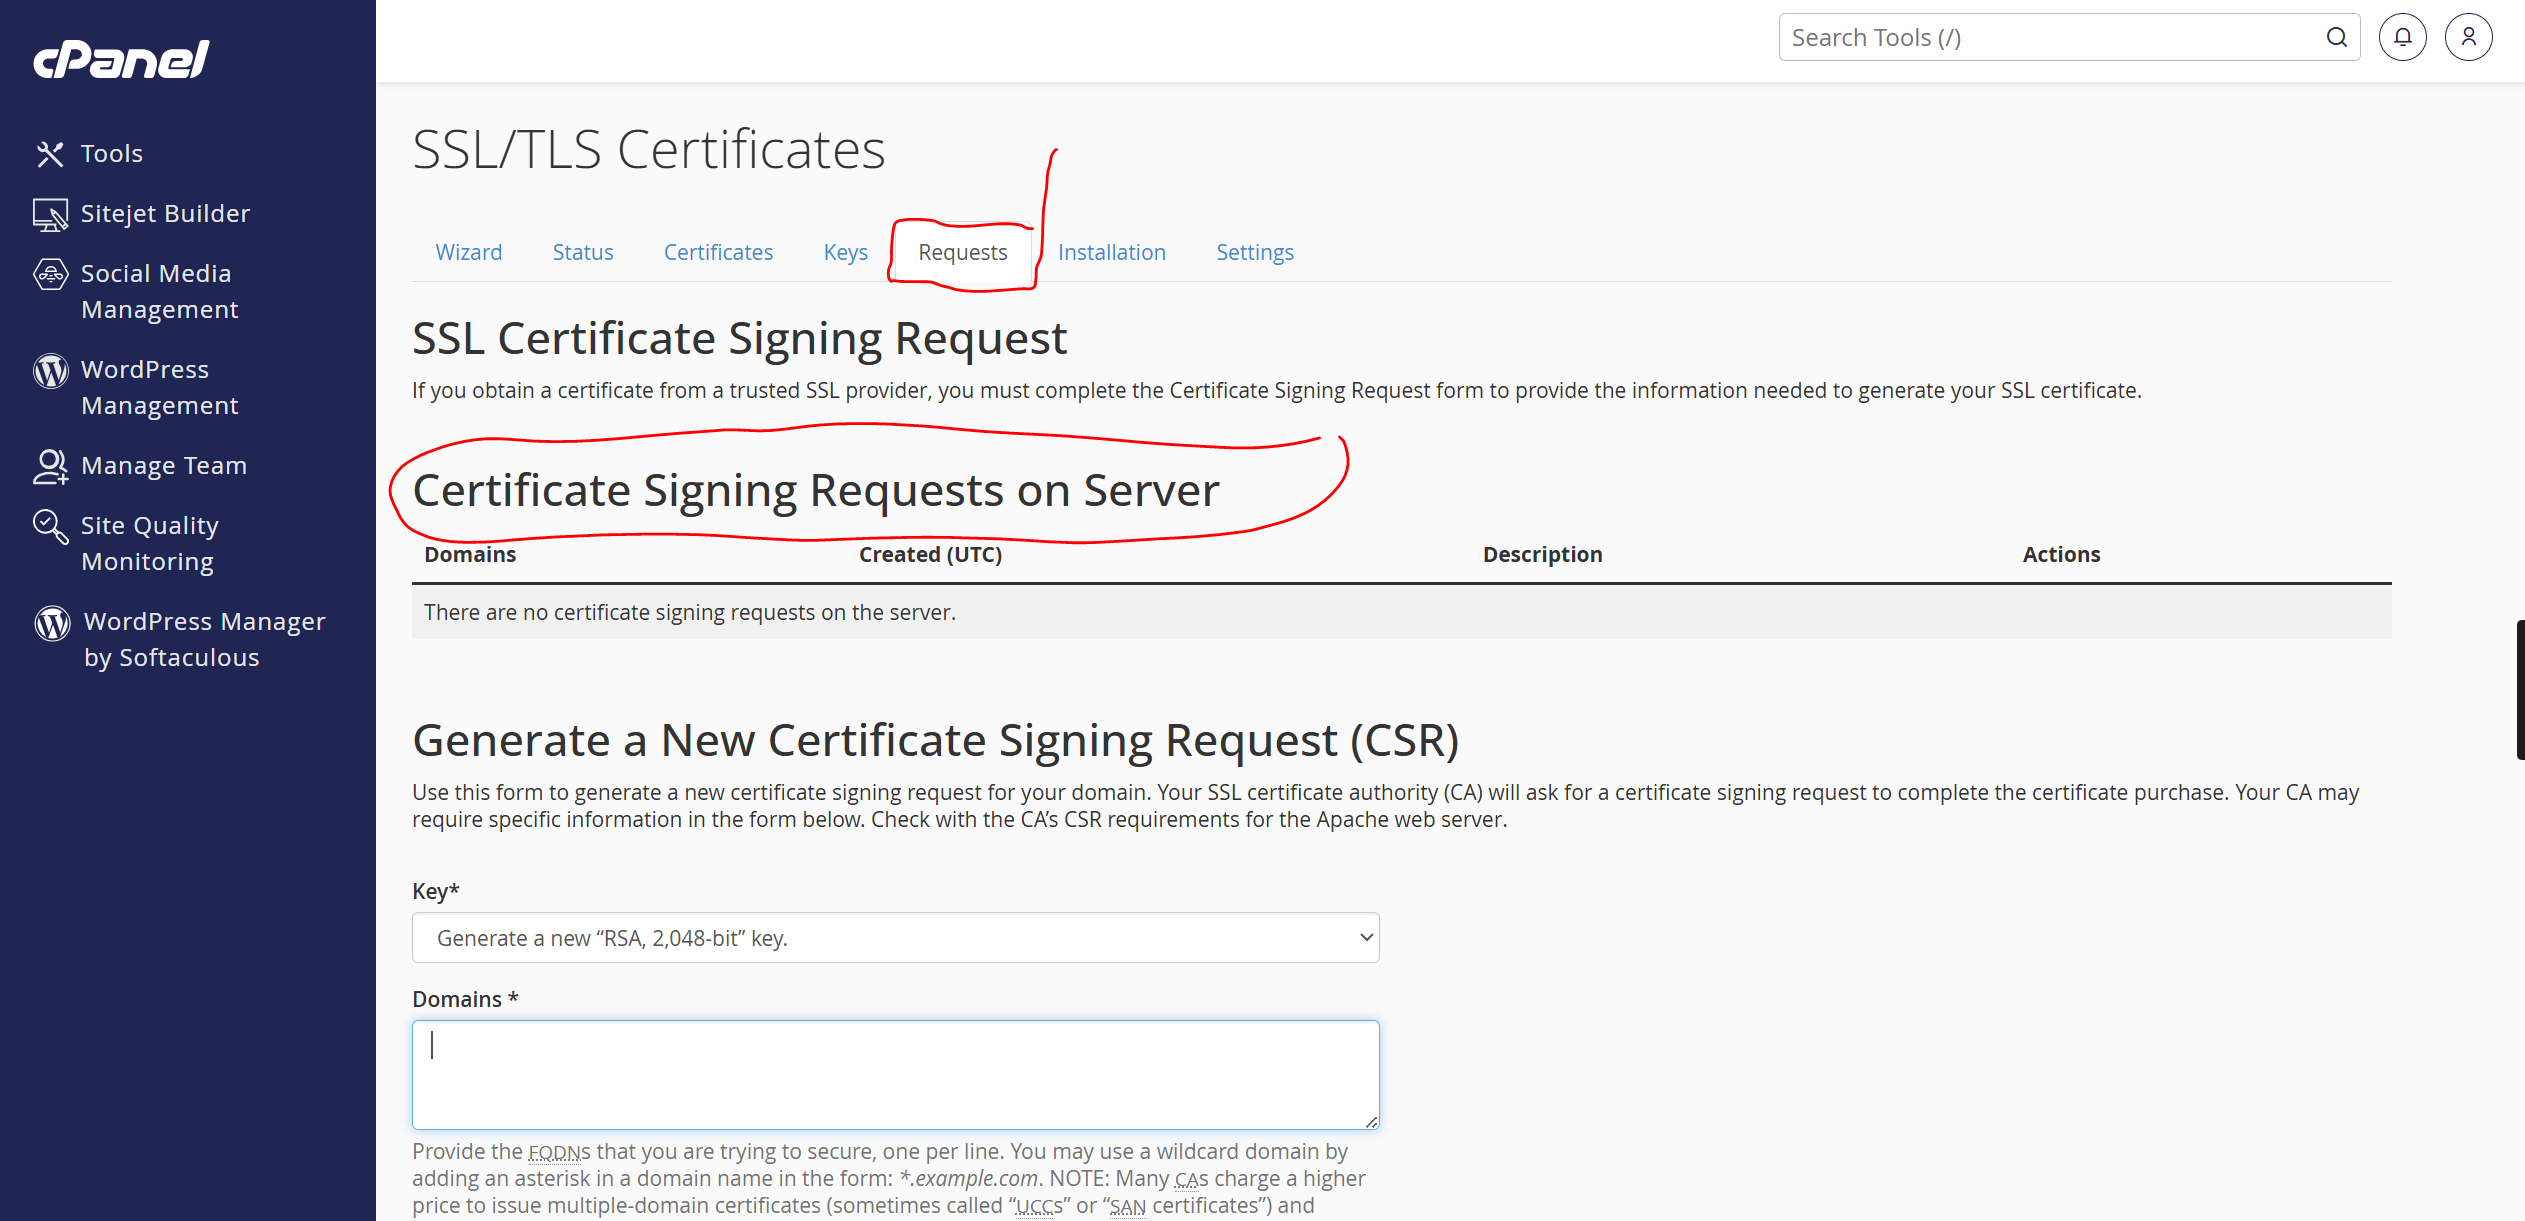 cPanel
Search Tools (/)
Tools
Sitejet Builder
Social Media
Management
WordPress
Management
Manage Team
Site Quality
Monitoring
WordPress Manager
by Softaculous
SSL/TLS Certificates
Wizard Status Certificates Keys Requests Installation Settings
SSL Certificate Signing Request
If you obtain a certificate from a trusted SSL provider, you must complete the Certificate Signing Request form to provide the information needed to generate your SSL certificate.
Certificate Signing Requests on Server
Domains Created (UTC) Description Actions
There are no certificate signing requests on the server.
Generate a New Certificate Signing Request (CSR)
Use this form to generate a new certificate signing request for your domain. Your SSL certificate authority (CA) will ask for a certificate signing request to complete the certificate purchase. Your CA may
require specific information in the form below. Check with the CA’s CSR requirements for the Apache web server.
Key*
Generate a new “RSA, 2,048-bit” key.
Domains *
Provide the FQDNs that you are trying to secure, one per line. You may use a wildcard domain by
adding an asterisk in a domain name in the form: *.example.com. NOTE: Many CAs charge a higher
price to issue multiple-domain certificates (sometimes called “UCCs” or “SAN certificates”) and